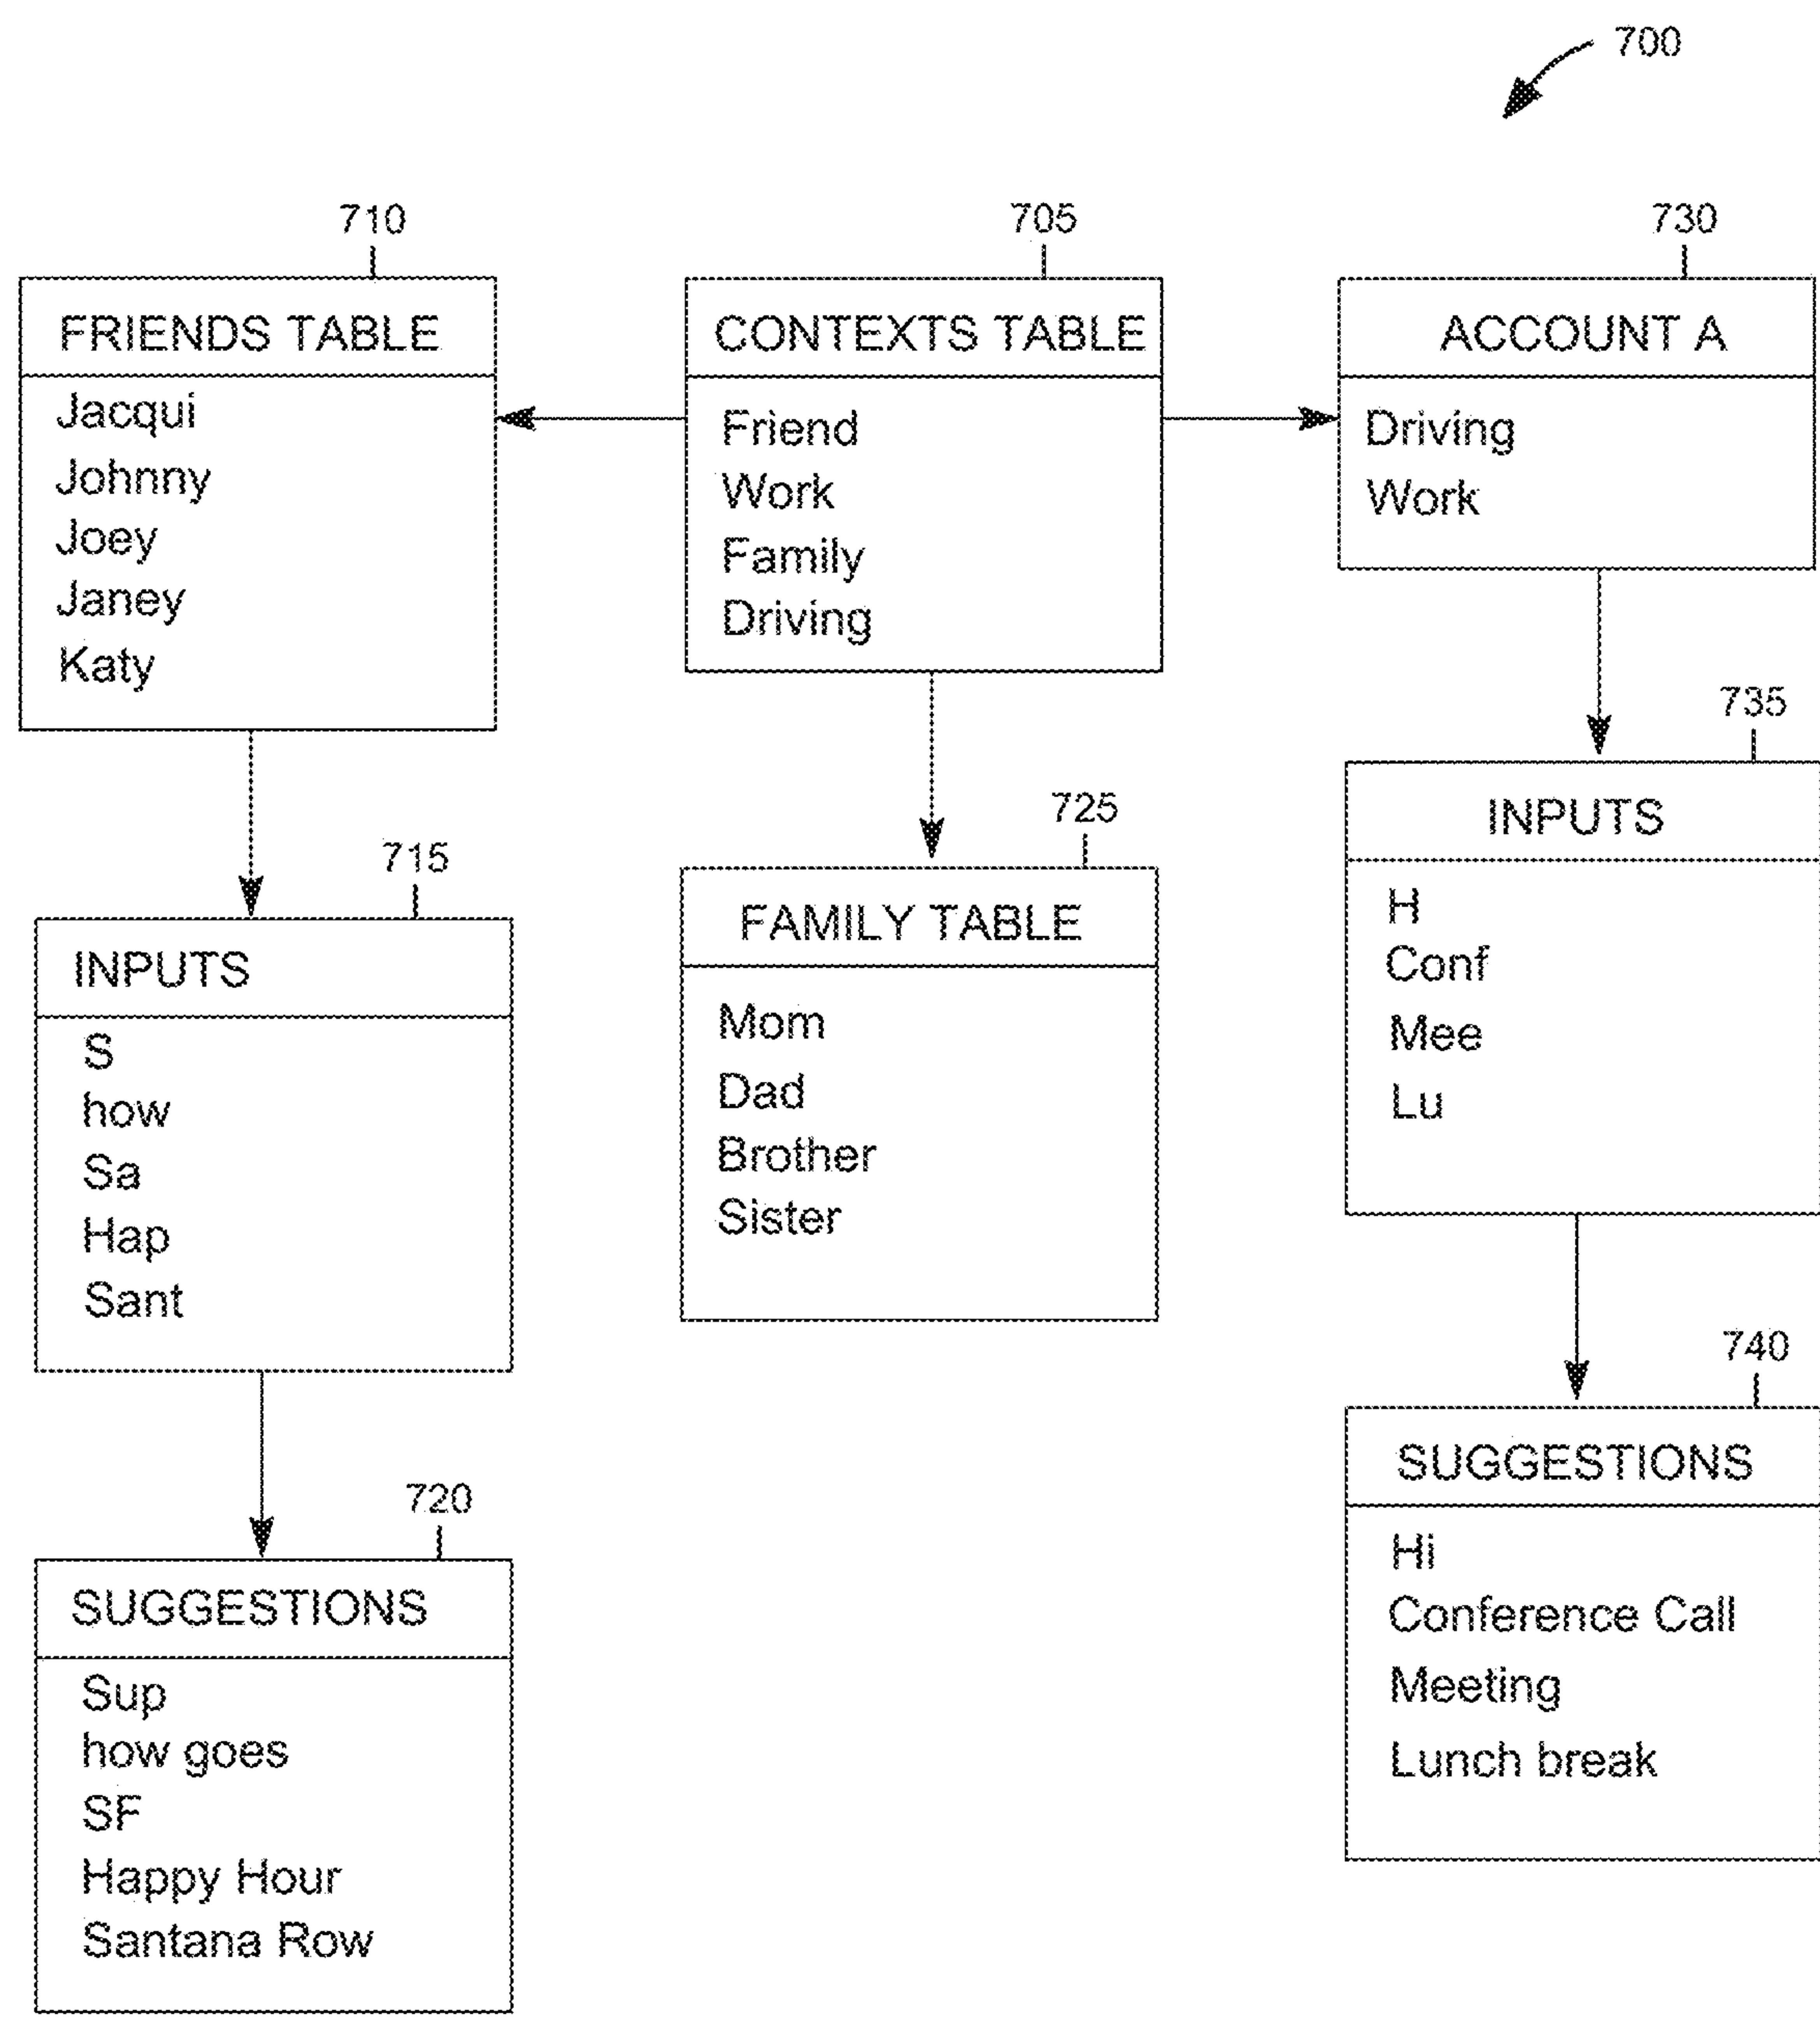 700
710
FRIENDS TABLE
Jacqui
Johnny
Joey
Janey
Katy
705
CONTEXTS TABLE
Friend
Work
Family
Driving
730
ACCOUNT A
Driving
Work
715
INPUTS
S
how
Sa
Hap
Sant
725
FAMILY TABLE
Mom
Dad
Brother
Sister
735
INPUTS
H
Conf
Mee
Lu
720
SUGGESTIONS
Sup
how goes
SF
Happy Hour
Santana Row
740
SUGGESTIONS
Hi
Conference Call
Meeting
Lunch break